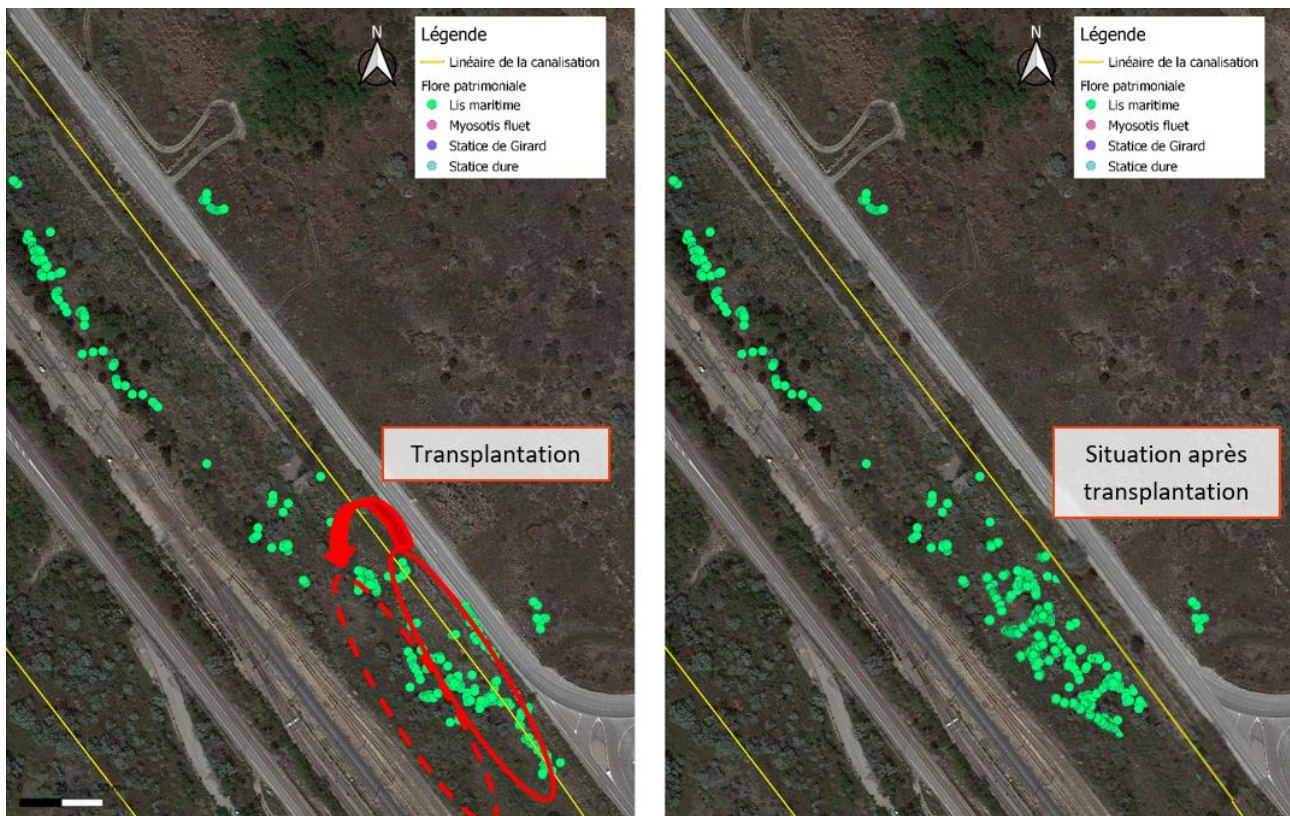 N
Légende
Linéaire de la canalisation
Flore patrimoniale
Lis maritime
Myosotis fluet
Statice de Girard
Statice dure
Transplantation
0
N
Légende
Linéaire de la canalisation
Flore patrimoniale
Lis maritime
Myosotis fluet
Statice de Girard
Statice dure
Situation après
transplantation